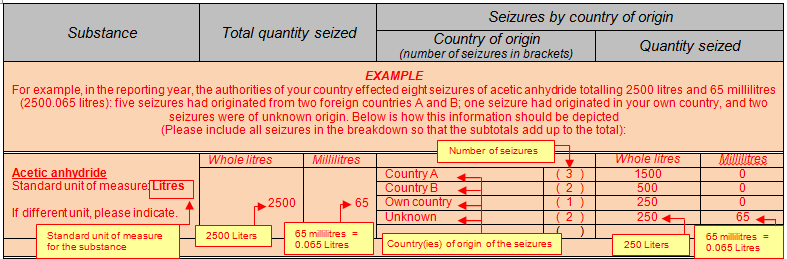 Substance
Total quantity seized
Seizures by country of origin
Country of origin
(number of seizures in brackets)
Quantity seized
EXAMPLE
For example, in the reporting year, the authorities of your country effected eight seizures of acetic anhydride totalling 2500 litres and 65 millilitres
(2500.065 litres): five seizures had originated from two foreign countries A and B; one seizure had originated in your own country, and two
seizures were of unknown origin. Below is how this information should be depicted
(Please include all seizures in the breakdown so that the subtotals add up to the total):
Number of seizures
Whole litres Millilitres Whole litres Millilitres
Acetic anhydride
Standard unit of measure: Litres
If different unit, please indicate.
2500 65
Country A ( 3 ) 1500 0
Country B ( 2 ) 500 0
Own country ( 1 ) 250 0
Unknown ( 2 ) 250 65
( )
Standard unit of measure
for the substance
2500 Liters
65 millilitres =
0.065 Litres
Country(ies) of origin of the seizures
250 Liters
65 millilitres =
0.065 Litres